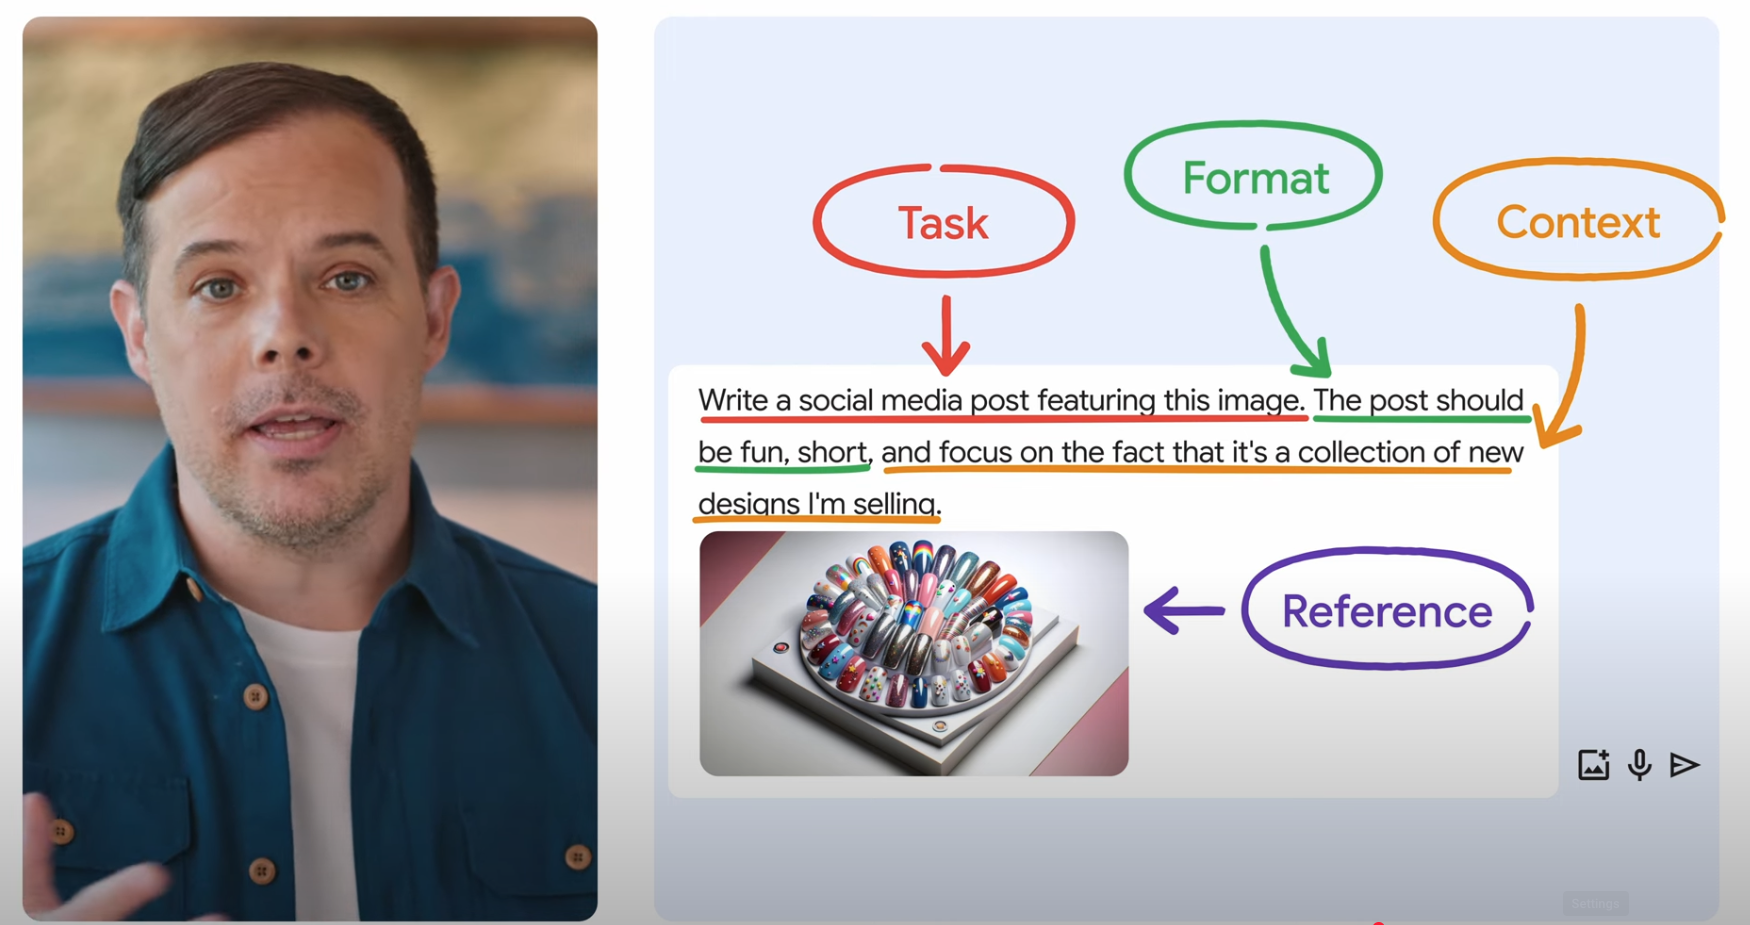 Task
Format
Context
Write a social media post featuring this image. The post should
be fun, short, and focus on the fact that it's a collection of new
designs I'm selling.
Reference
Settings